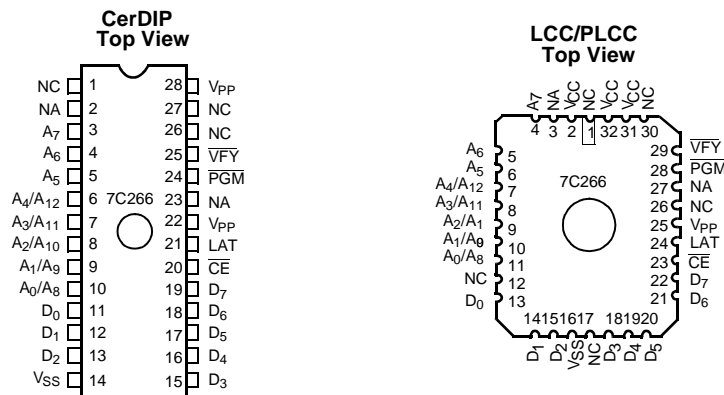 CerDIP
Top View
NC 1 28 VPP
NA 2 27 NC
A7 3 26 NC
A6 4 25 VFY
A5 5 24 PGM
A4/A12 6 7C266 23 NA
A3/A11 7 22 VPP
A2/A10 8 21 LAT
A1/A9 9 20 CE
A0/A8 10 19 D7
D0 11 18 D6
D1 12 17 D5
D2 13 16 D4
VSS 14 15 D3
LCC/PLCC
Top View
A7 NA VCC NC VCC VCC NC
4 3 2 1 32 31 30
A6 5 29 VFY
A5 6 28 PGM
A4/A12 7 7C266 27 NA
A3/A11 8 26 NC
A2/A1 9 25 VPP
A1/A9 10 24 LAT
A0/A8 11 23 CE
NC 12 22 D7
D0 13 21 D6
14 15 16 17 18 19 20
D1 D2 VSS NC D3 D4 D5